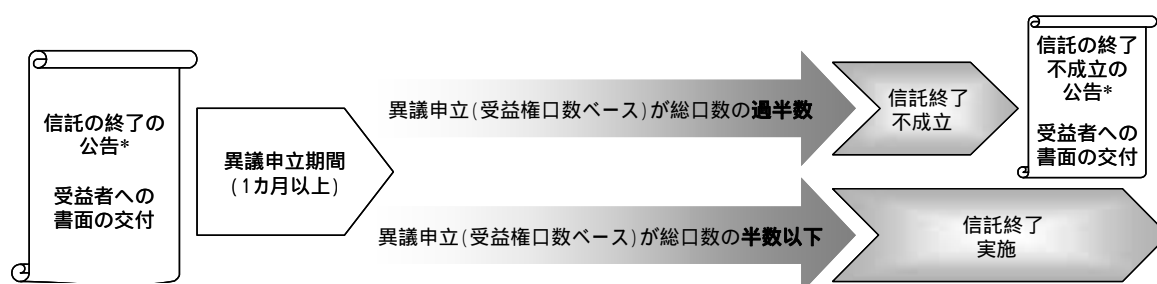 信託の終了の
公告*
受益者への
書面の交付
異議申立期間
(1カ月以上)
異議申立(受益権口数ベース)が総口数の過半数
信託終了
不成立
信託の終了
不成立の
公告*
受益者への
書面の交付
異議申立(受益権口数ベース)が総口数の半数以下
信託終了
実施